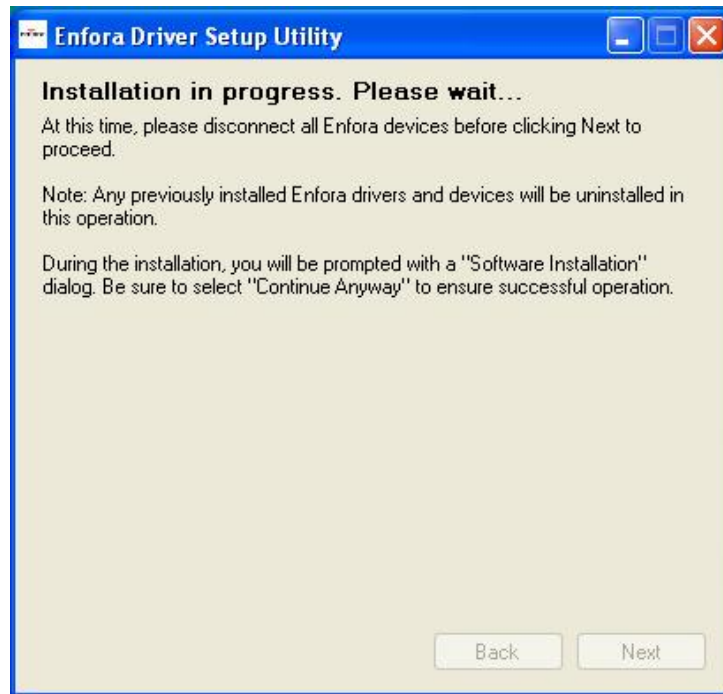 Enfora Driver Setup Utility
Installation in progress. Please wait...
At this time, please disconnect all Enfora devices before clicking Next to
proceed.
Note: Any previously installed Enfora drivers and devices will be uninstalled in
this operation.
During the installation, you will be prompted with a "Software Installation"
dialog. Be sure to select "Continue Anyway" to ensure successful operation.
Back
Next